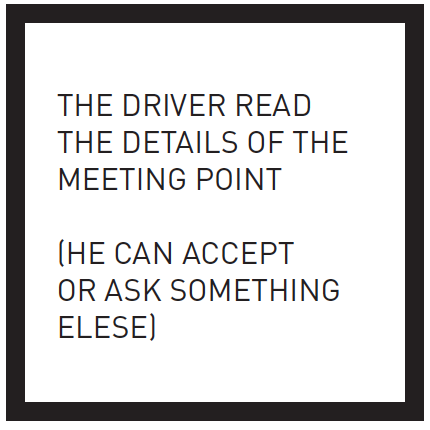 THE DRIVER READ
THE DETAILS OF THE
MEETING POINT
(HE CAN ACCEPT
OR ASK SOMETHING
ELESE)